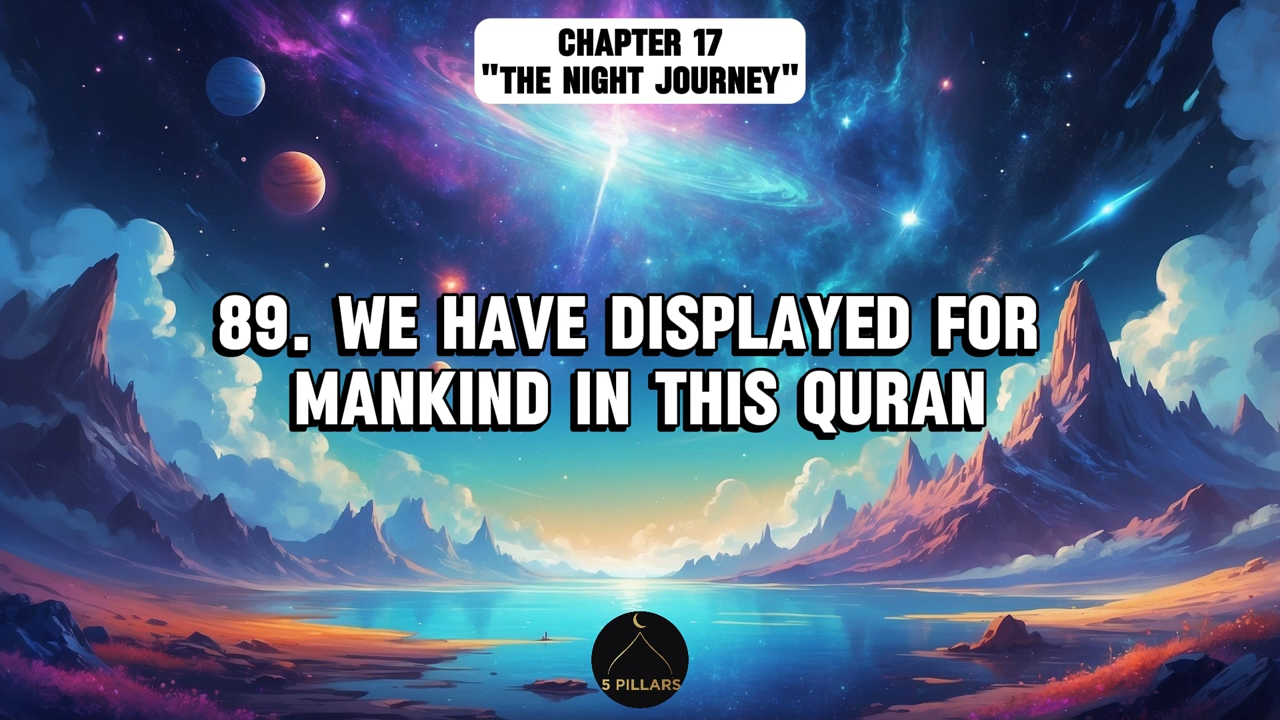 CHAPTER 17
"THE NIGHT JOURNEY"
89. WE HAVE DISPLAYED FOR
MANKIND IN THIS QURAN
5 PILLARS